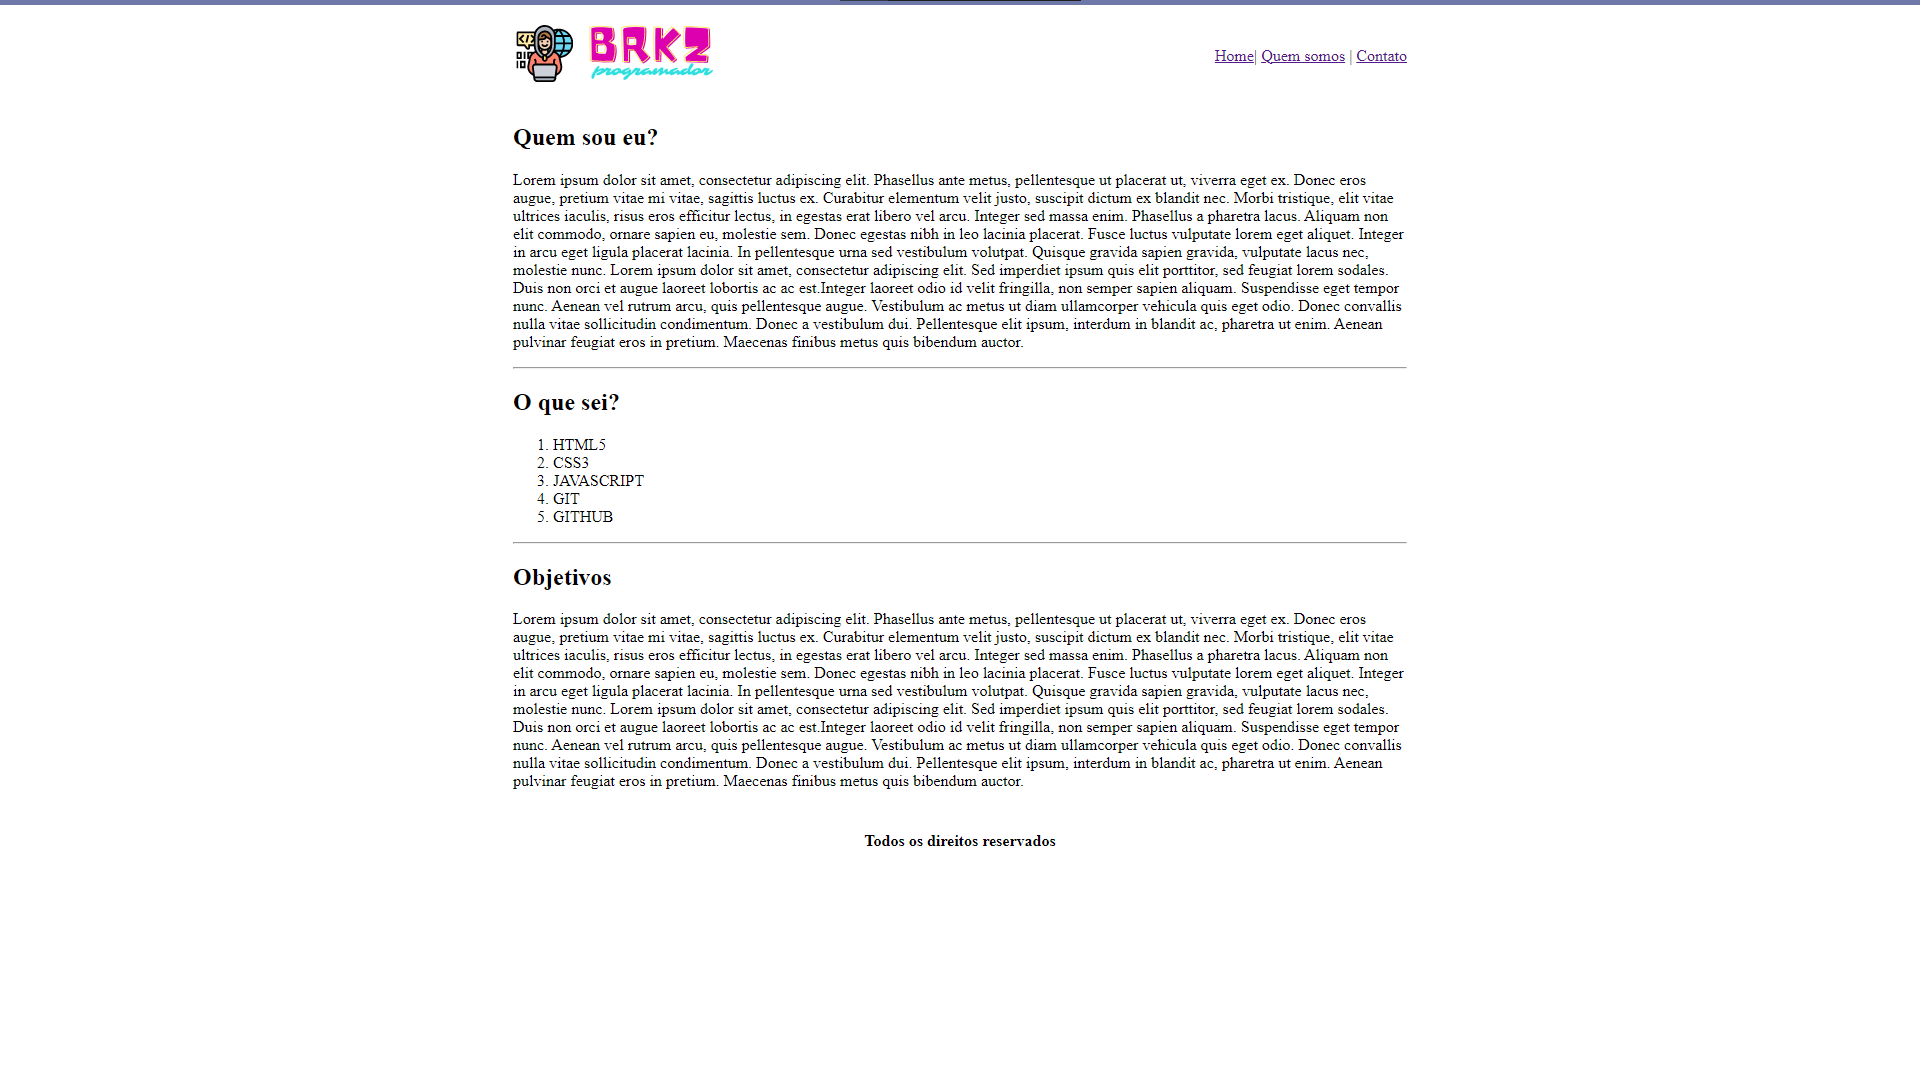 BRKZ
programador
Home| Quem somos | Contato
Quem sou eu?
Lorem ipsum dolor sit amet, consectetur adipiscing elit. Phasellus ante metus, pellentesque ut placerat ut, viverra eget ex. Donec eros
augue, pretium vitae mi vitae, sagittis luctus ex. Curabitur elementum velit justo, suscipit dictum ex blandit nec. Morbi tristique, elit vitae
ultrices iaculis, risus eros efficitur lectus, in egestas erat libero vel arcu. Integer sed massa enim. Phasellus a pharetra lacus. Aliquam non
elit commodo, ornare sapien eu, molestie sem. Donec egestas nibh in leo lacinia placerat. Fusce luctus vulputate lorem eget aliquet. Integer
in arcu eget ligula placerat lacinia. In pellentesque urna sed vestibulum volutpat. Quisque gravida sapien gravida, vulputate lacus nec,
molestie nunc. Lorem ipsum dolor sit amet, consectetur adipiscing elit. Sed imperdiet ipsum quis elit porttitor, sed feugiat lorem sodales.
Duis non orci et augue laoreet lobortis ac ac est.Integer laoreet odio id velit fringilla, non semper sapien aliquam. Suspendisse eget tempor
nunc. Aenean vel rutrum arcu, quis pellentesque augue. Vestibulum ac metus ut diam ullamcorper vehicula quis eget odio. Donec convallis
nulla vitae sollicitudin condimentum. Donec a vestibulum dui. Pellentesque elit ipsum, interdum in blandit ac, pharetra ut enim. Aenean
pulvinar feugiat eros in pretium. Maecenas finibus metus quis bibendum auctor.
O que sei?
1. HTML5
2. CSS3
3. JAVASCRIPT
4. GIT
5. GITHUB
Objetivos
Lorem ipsum dolor sit amet, consectetur adipiscing elit. Phasellus ante metus, pellentesque ut placerat ut, viverra eget ex. Donec eros
augue, pretium vitae mi vitae, sagittis luctus ex. Curabitur elementum velit justo, suscipit dictum ex blandit nec. Morbi tristique, elit vitae
ultrices iaculis, risus eros efficitur lectus, in egestas erat libero vel arcu. Integer sed massa enim. Phasellus a pharetra lacus. Aliquam non
elit commodo, ornare sapien eu, molestie sem. Donec egestas nibh in leo lacinia placerat. Fusce luctus vulputate lorem eget aliquet. Integer
in arcu eget ligula placerat lacinia. In pellentesque urna sed vestibulum volutpat. Quisque gravida sapien gravida, vulputate lacus nec,
molestie nunc. Lorem ipsum dolor sit amet, consectetur adipiscing elit. Sed imperdiet ipsum quis elit porttitor, sed feugiat lorem sodales.
Duis non orci et augue laoreet lobortis ac ac est.Integer laoreet odio id velit fringilla, non semper sapien aliquam. Suspendisse eget tempor
nunc. Aenean vel rutrum arcu, quis pellentesque augue. Vestibulum ac metus ut diam ullamcorper vehicula quis eget odio. Donec convallis
nulla vitae sollicitudin condimentum. Donec a vestibulum dui. Pellentesque elit ipsum, interdum in blandit ac, pharetra ut enim. Aenean
pulvinar feugiat eros in pretium. Maecenas finibus metus quis bibendum auctor.
Todos os direitos reservados